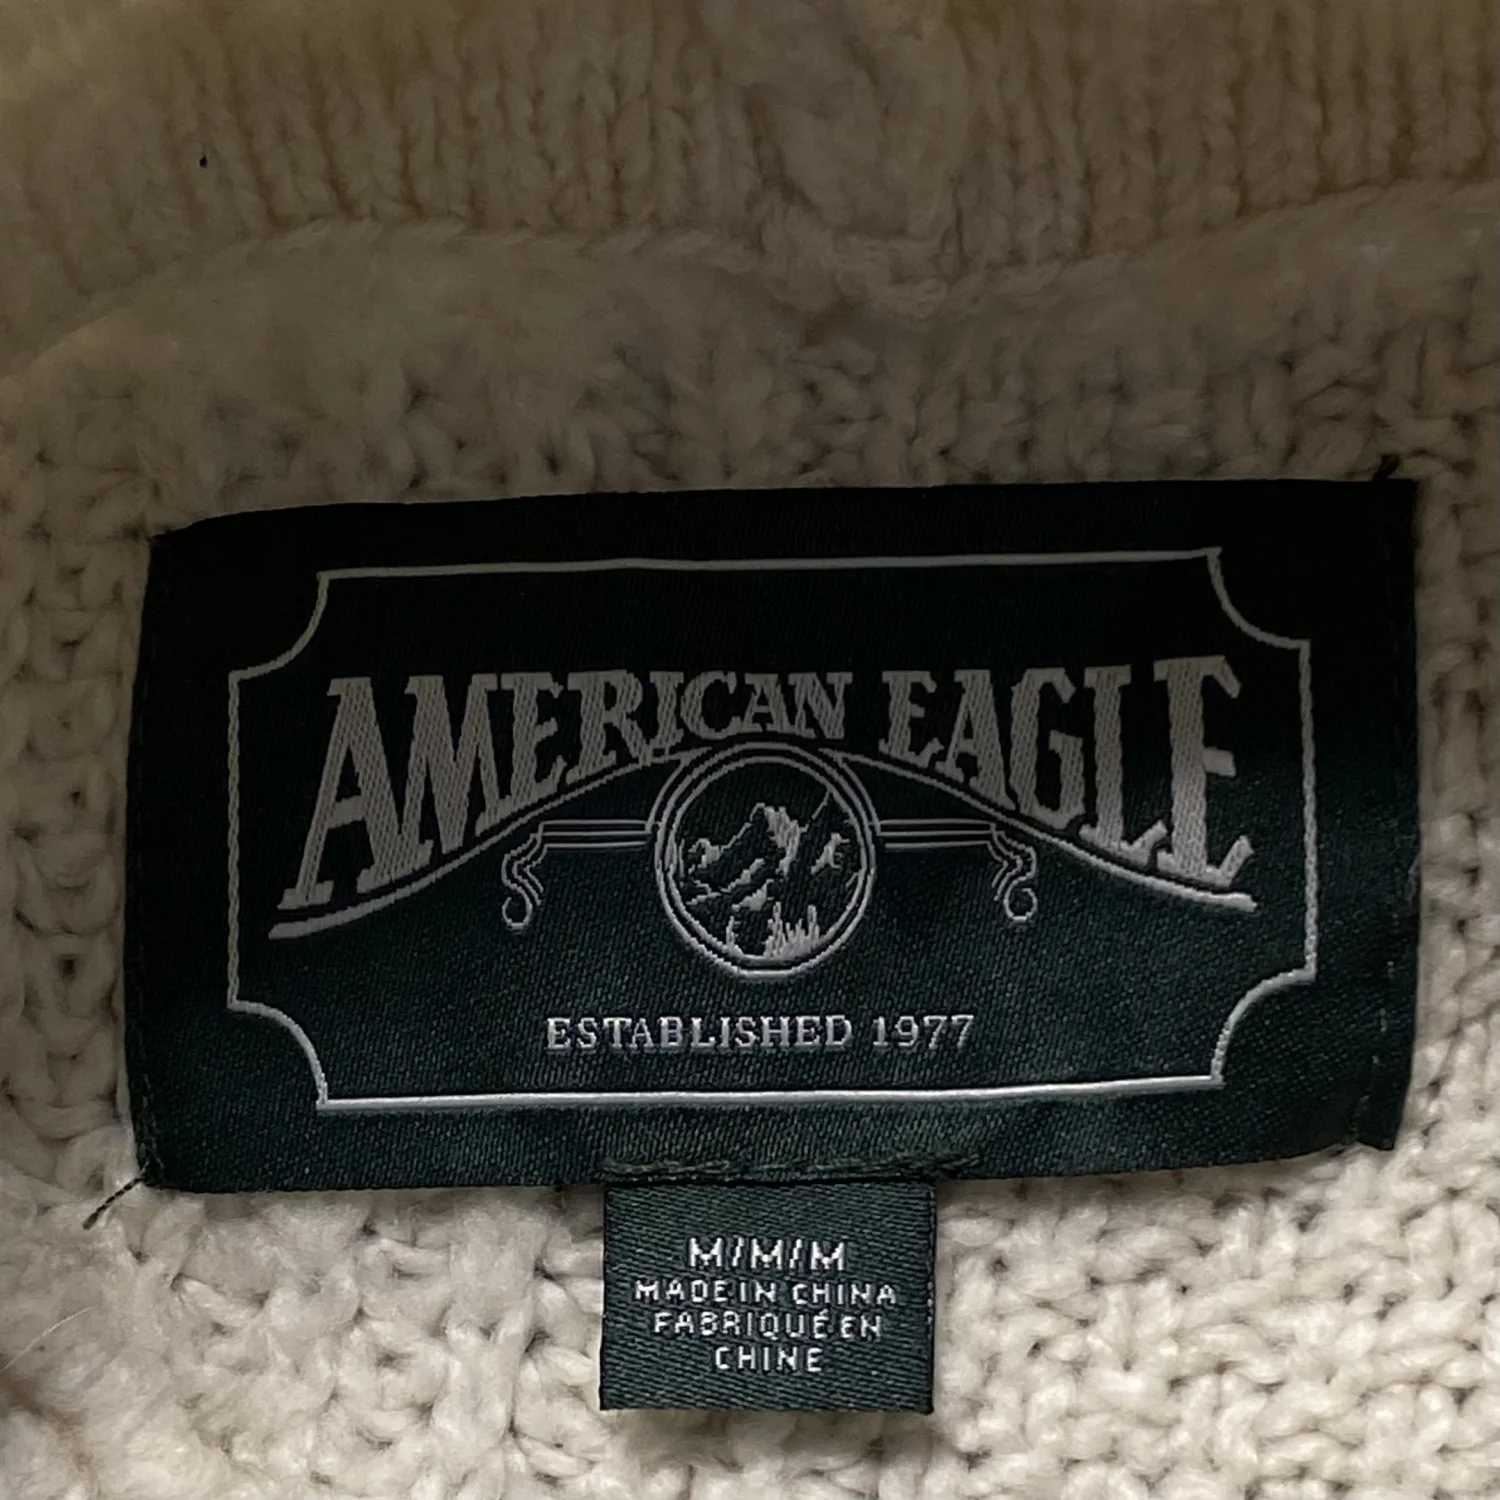 AMERICAN EAGLE
ESTABLISHED 1977
M/M/M
MADE IN CHINA
FABRIQUÉ EN
CHINE